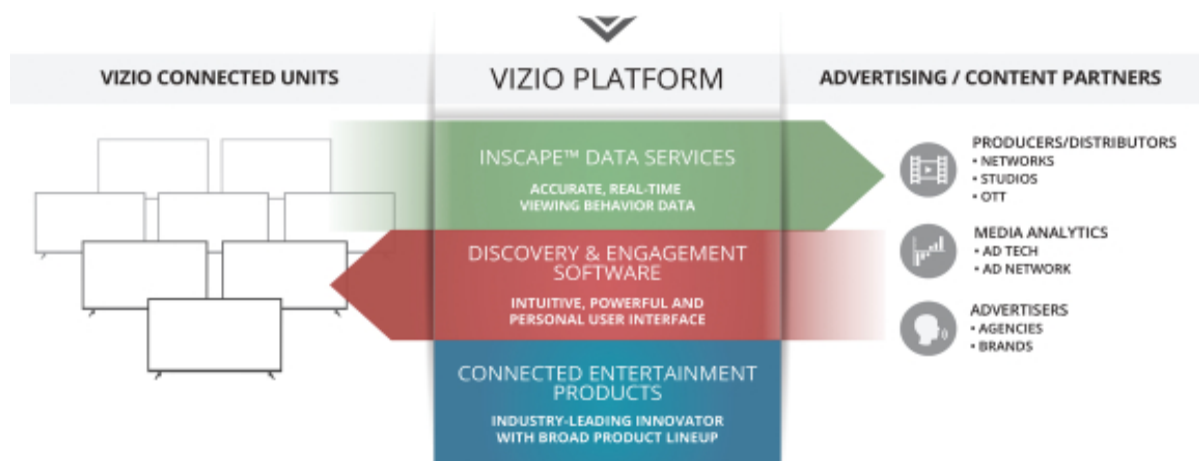 VIZIO CONNECTED UNITS
VIZIO PLATFORM
ADVERTISING / CONTENT PARTNERS
INSCAPE™ DATA SERVICES
ACCURATE, REAL-TIME
VIEWING BEHAVIOR DATA
DISCOVERY & ENGAGEMENT
SOFTWARE
INTUITIVE, POWERFUL AND
PERSONAL USER INTERFACE
CONNECTED ENTERTAINMENT
PRODUCTS
INDUSTRY-LEADING INNOVATOR
WITH BROAD PRODUCT LINEUP
PRODUCERS/DISTRIBUTORS
• NETWORKS
• STUDIOS
• OTT
MEDIA ANALYTICS
• AD TECH
• AD NETWORK
ADVERTISERS
• AGENCIES
• BRANDS